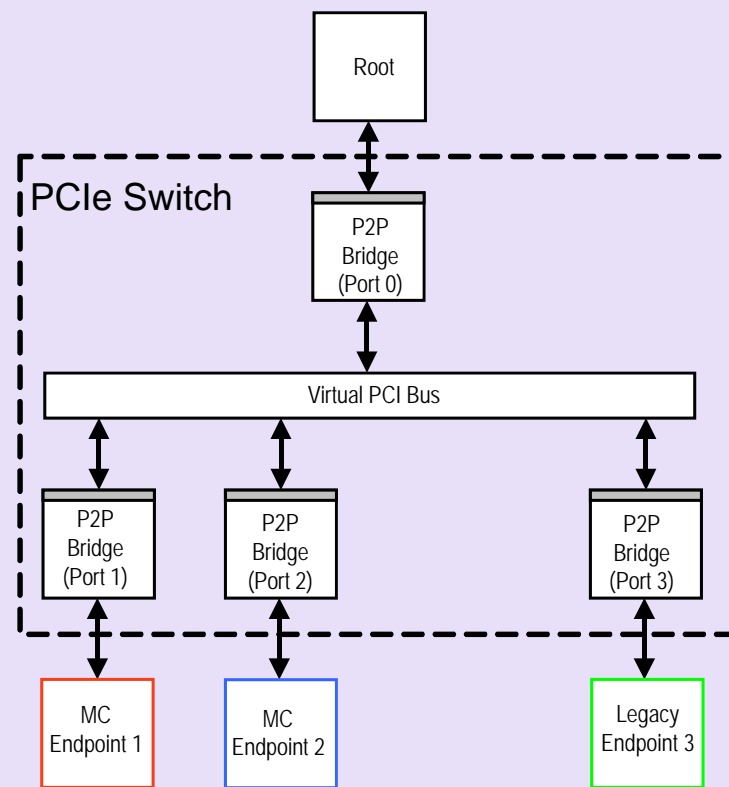 Root
PCIe Switch
P2P
Bridge
(Port 0)
Virtual PCI Bus
P2P
Bridge
(Port 1)
P2P
Bridge
(Port 2)
P2P
Bridge
(Port 3)
MC
Endpoint 1
MC
Endpoint 2
Legacy
Endpoint 3